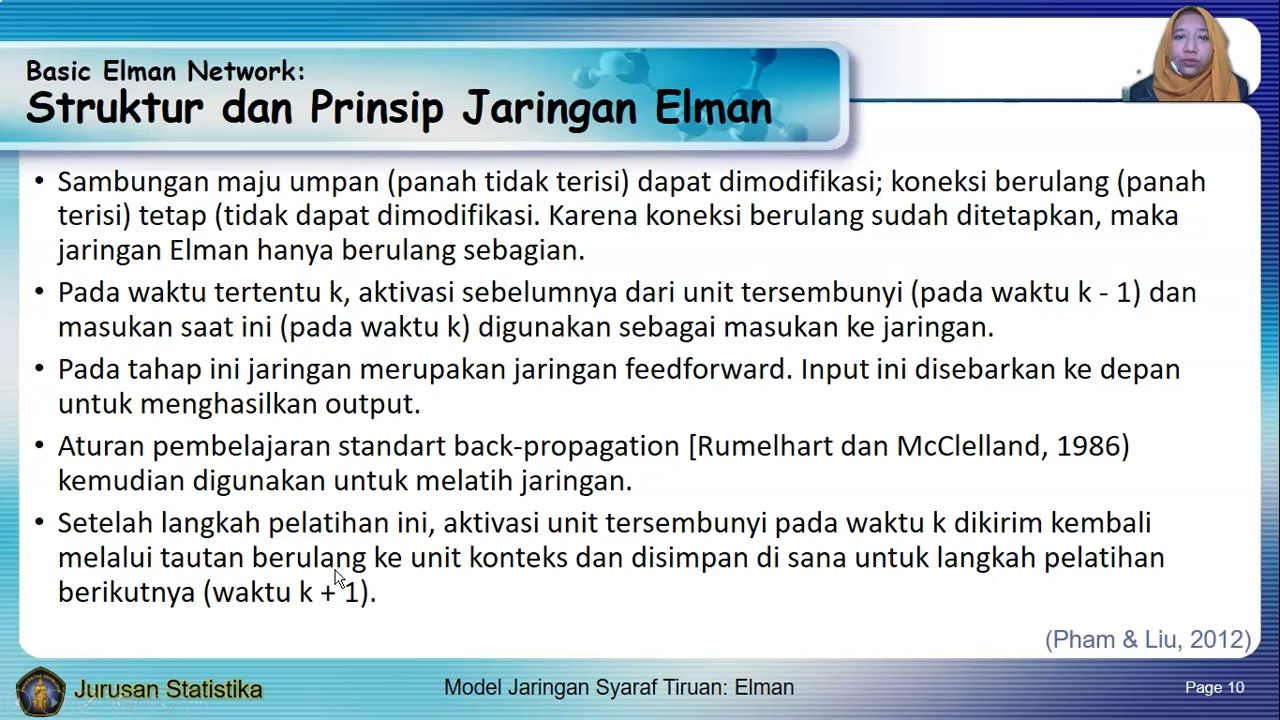 Basic Elman Network:
Struktur dan Prinsip Jaringan Elman
• Sambungan maju umpan (panah tidak terisi) dapat dimodifikasi; koneksi berulang (panah
terisi) tetap (tidak dapat dimodifikasi. Karena koneksi berulang sudah ditetapkan, maka
jaringan Elman hanya berulang sebagian.
• Pada waktu tertentu k, aktivasi sebelumnya dari unit tersembunyi (pada waktu k - 1) dan
masukan saat ini (pada waktu k) digunakan sebagai masukan ke jaringan.
• Pada tahap ini jaringan merupakan jaringan feedforward. Input ini disebarkan ke depan
untuk menghasilkan output.
• Aturan pembelajaran standart back-propagation [Rumelhart dan McClelland, 1986)
kemudian digunakan untuk melatih jaringan.
• Setelah langkah pelatihan ini, aktivasi unit tersembunyi pada waktu k dikirim kembali
melalui tautan berulang ke unit konteks dan disimpan di sana untuk langkah pelatihan
berikutnya (waktu k + 1).
(Pham & Liu, 2012)
Jurusan Statistika
Model Jaringan Syaraf Tiruan: Elman
Page 10